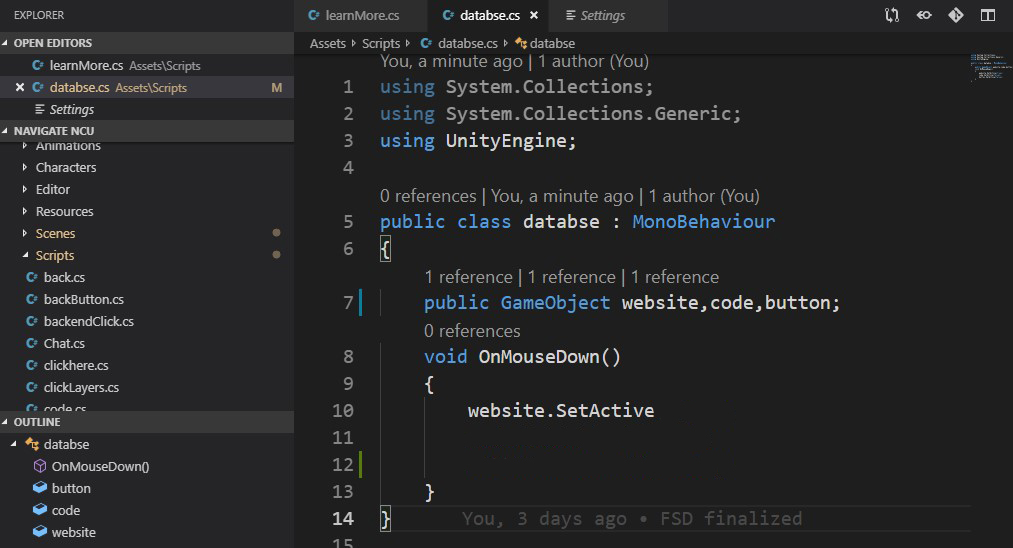 EXPLORER
OPEN EDITORS
learnMore.cs Assets\Scripts
databse.cs Assets\Scripts M
Settings
NAVIGATE NCU
Animations
Characters
Editor
Resources
Scenes
Scripts
back.cs
backButton.cs
backendClick.cs
Chat.cs
clickhere.cs
clickLayers.cs
code.cs
OUTLINE
databse
OnMouseDown()
button
code
website
learnMore.cs databse.cs Settings
Assets Scripts databse.cs databse
You, a minute ago | 1 author (You)
1 using System.Collections;
2 using System.Collections.Generic;
3 using UnityEngine;
4
0 references | You, a minute ago | 1 author (You)
5 public class databse : MonoBehaviour
6 {
1 reference | 1 reference | 1 reference
7 public GameObject website,code,button;
0 references
8 void OnMouseDown()
9 {
10 website.SetActive
11
12
13 }
14 } You, 3 days ago • FSD finalized
15